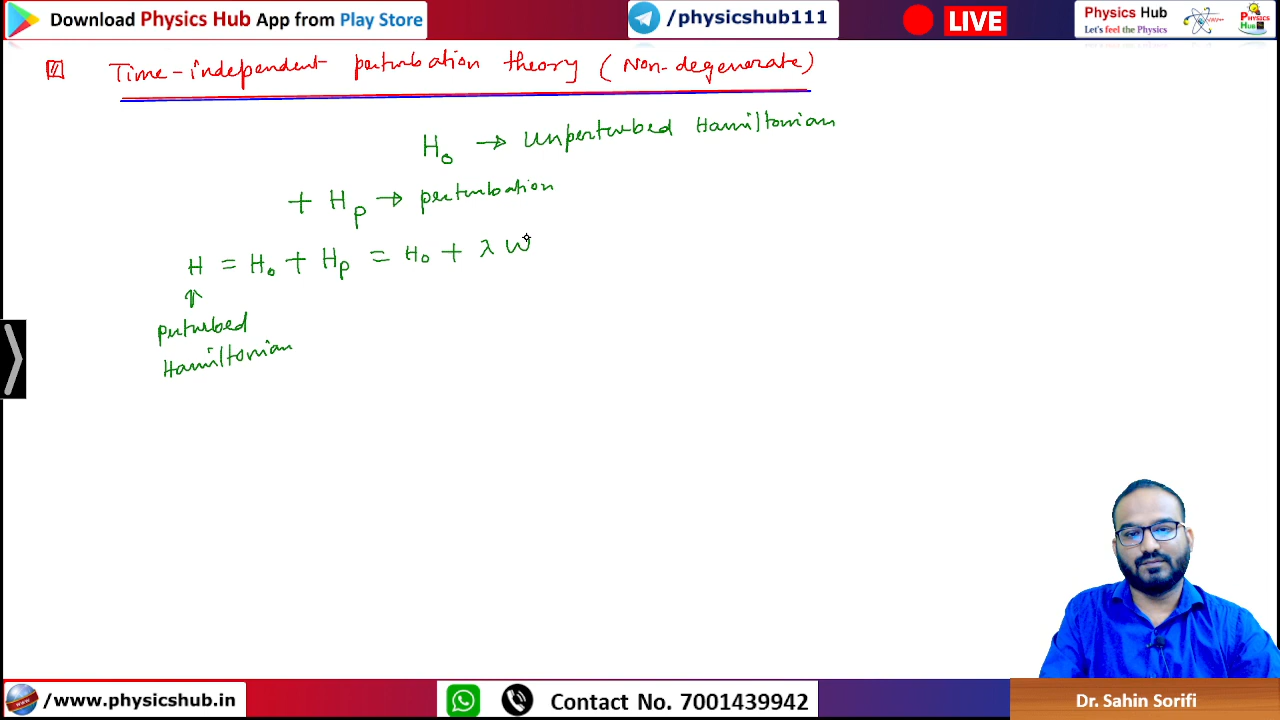 Download Physics Hub App from Play Store
/physicshub111
LIVE
Physics Hub
Let's feel the Physics
PHYSICS
HUB
Time-independent perturbation theory (Non-degenerate)
H₀ → Unperturbed Hamiltonian
+ Hₚ → perturbation
H = H₀ + Hₚ = H₀ + λ W
↑
perturbed
Hamiltonian
/www.physicshub.in
Contact No. 7001439942
Dr. Sahin Sorifi